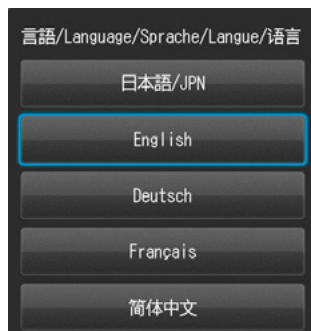 言語/Language/Sprache/Langue/语言
日本語/JPN
English
Deutsch
Français
简体中文